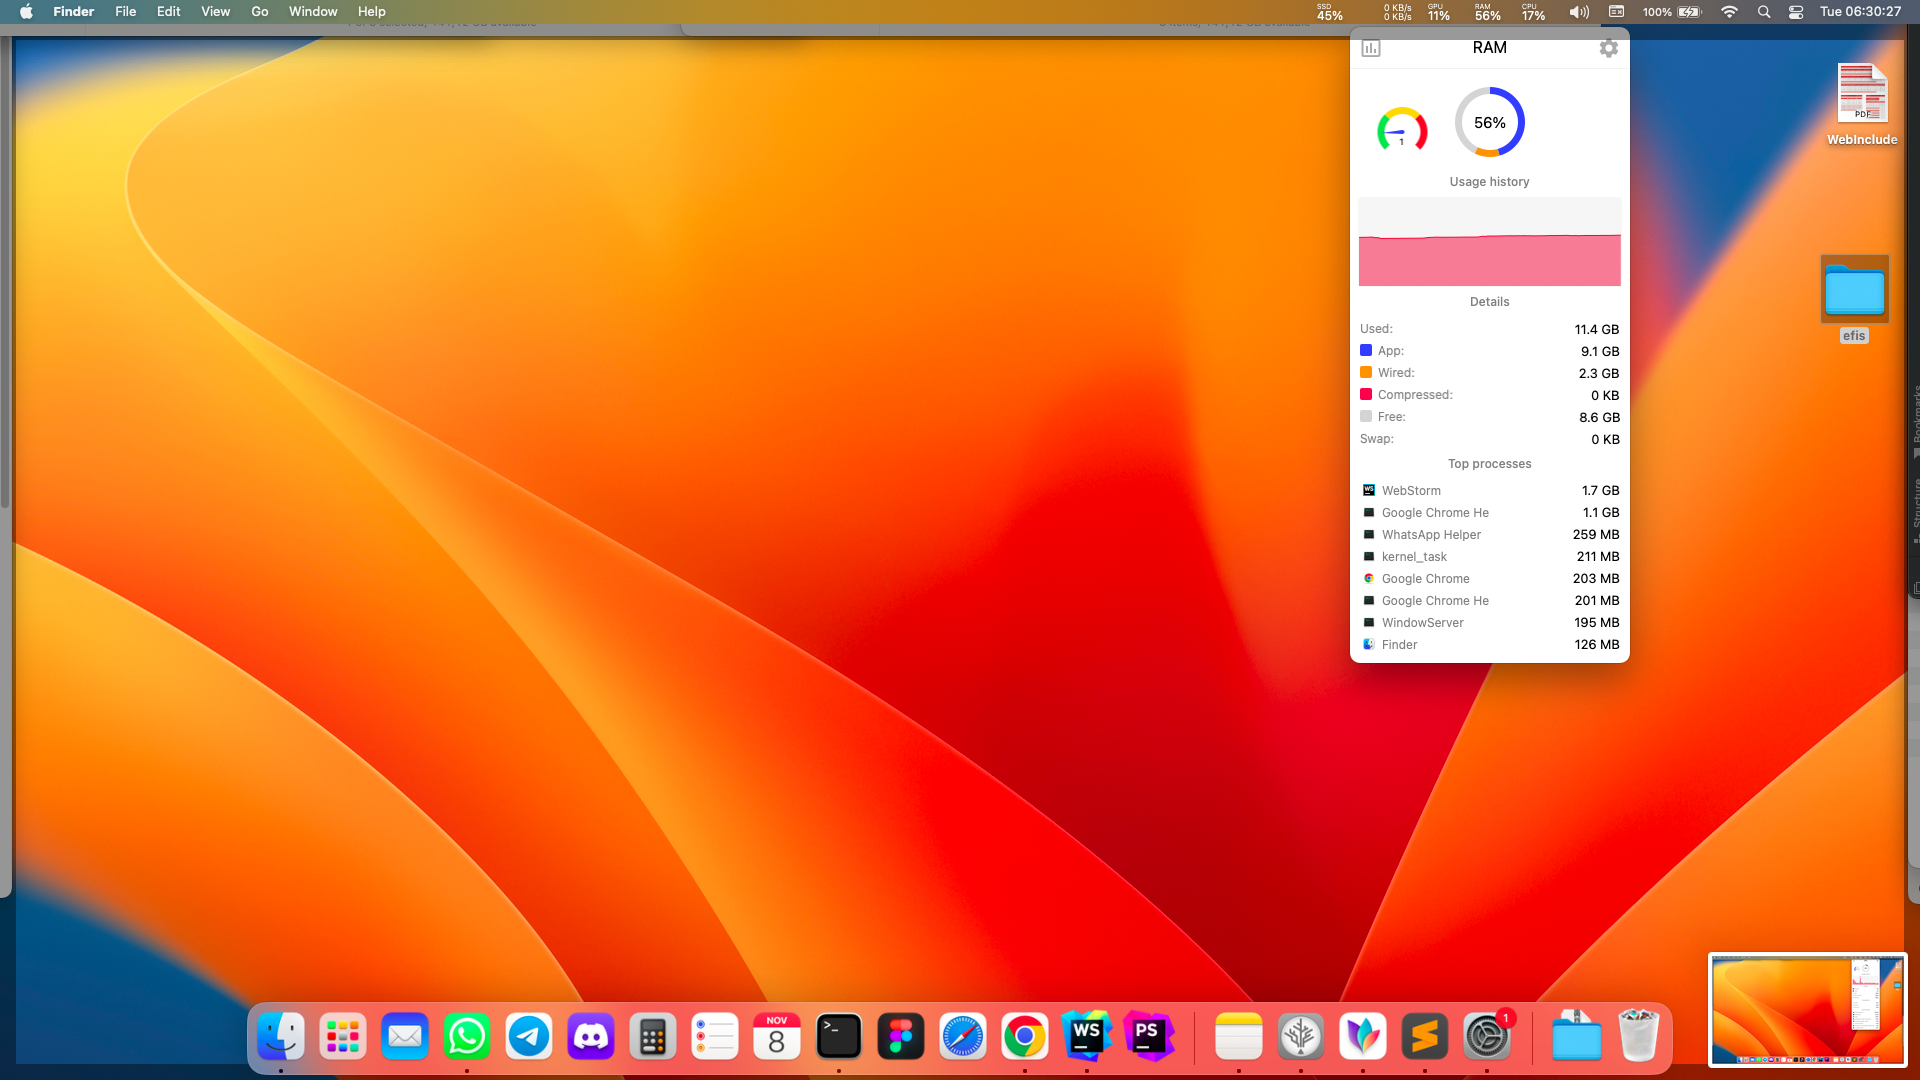 Finder File Edit View Go Window Help
SSD 45% 0 KB/s 0 KB/s GPU 11% RAM 56% CPU 17% 100% Tue 06:30:27
RAM
1
56%
Usage history
Details
Used: 11.4 GB
App: 9.1 GB
Wired: 2.3 GB
Compressed: 0 KB
Free: 8.6 GB
Swap: 0 KB
Top processes
WebStorm 1.7 GB
Google Chrome He 1.1 GB
WhatsApp Helper 259 MB
kernel_task 211 MB
Google Chrome 203 MB
Google Chrome He 201 MB
WindowServer 195 MB
Finder 126 MB
PDF
WebInclude
efis
Bookmarks
Structure
NOV
8
>_
WS
PS
1